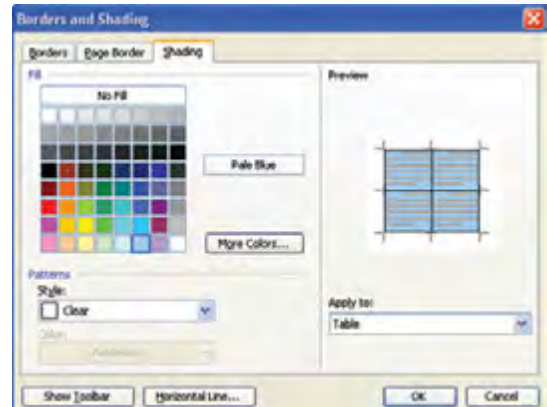 Borders and Shading
Borders
Page Border
Shading
Fill
No Fill
Pale Blue
More Colors...
Patterns
Style:
Clear
Color:
Preview
Apply to:
Table
Show Toolbar
Horizontal Line...
OK
Cancel